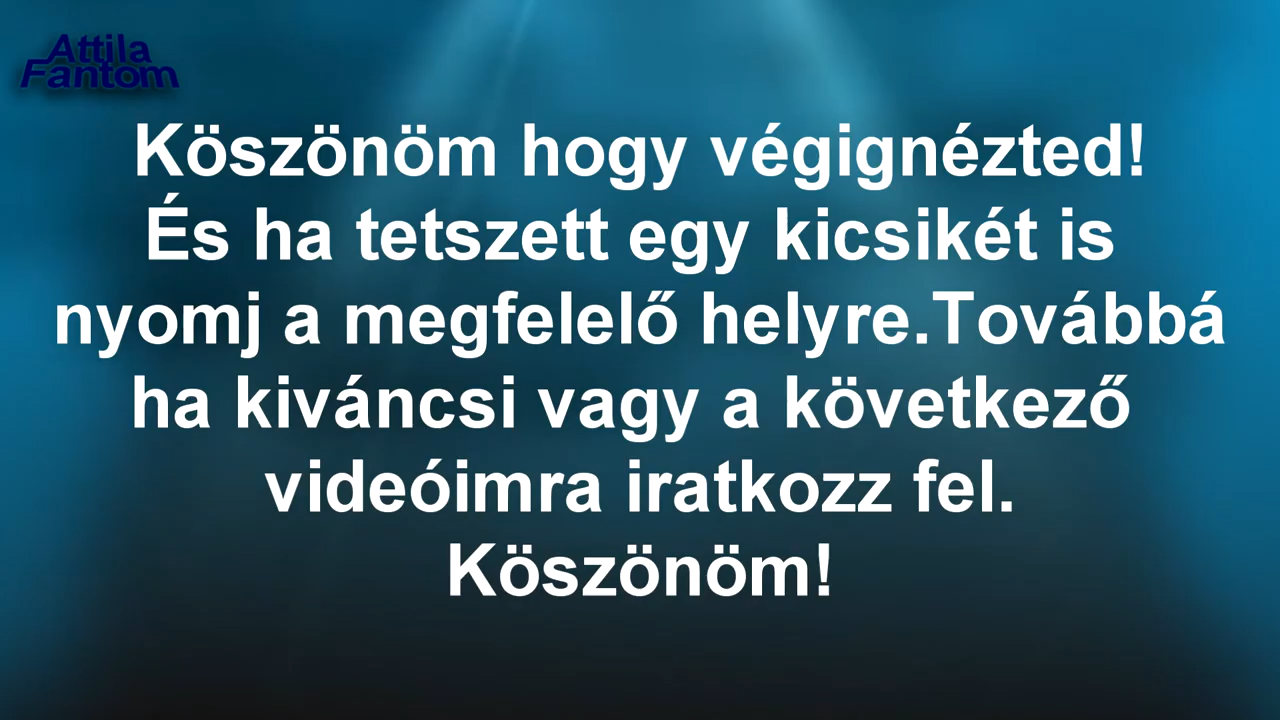 Attila
Fantom
Köszönöm hogy végignézted!
És ha tetszett egy kicsikét is
nyomj a megfelelő helyre.Továbbá
ha kiváncsi vagy a következő
videóimra iratkozz fel.
Köszönöm!